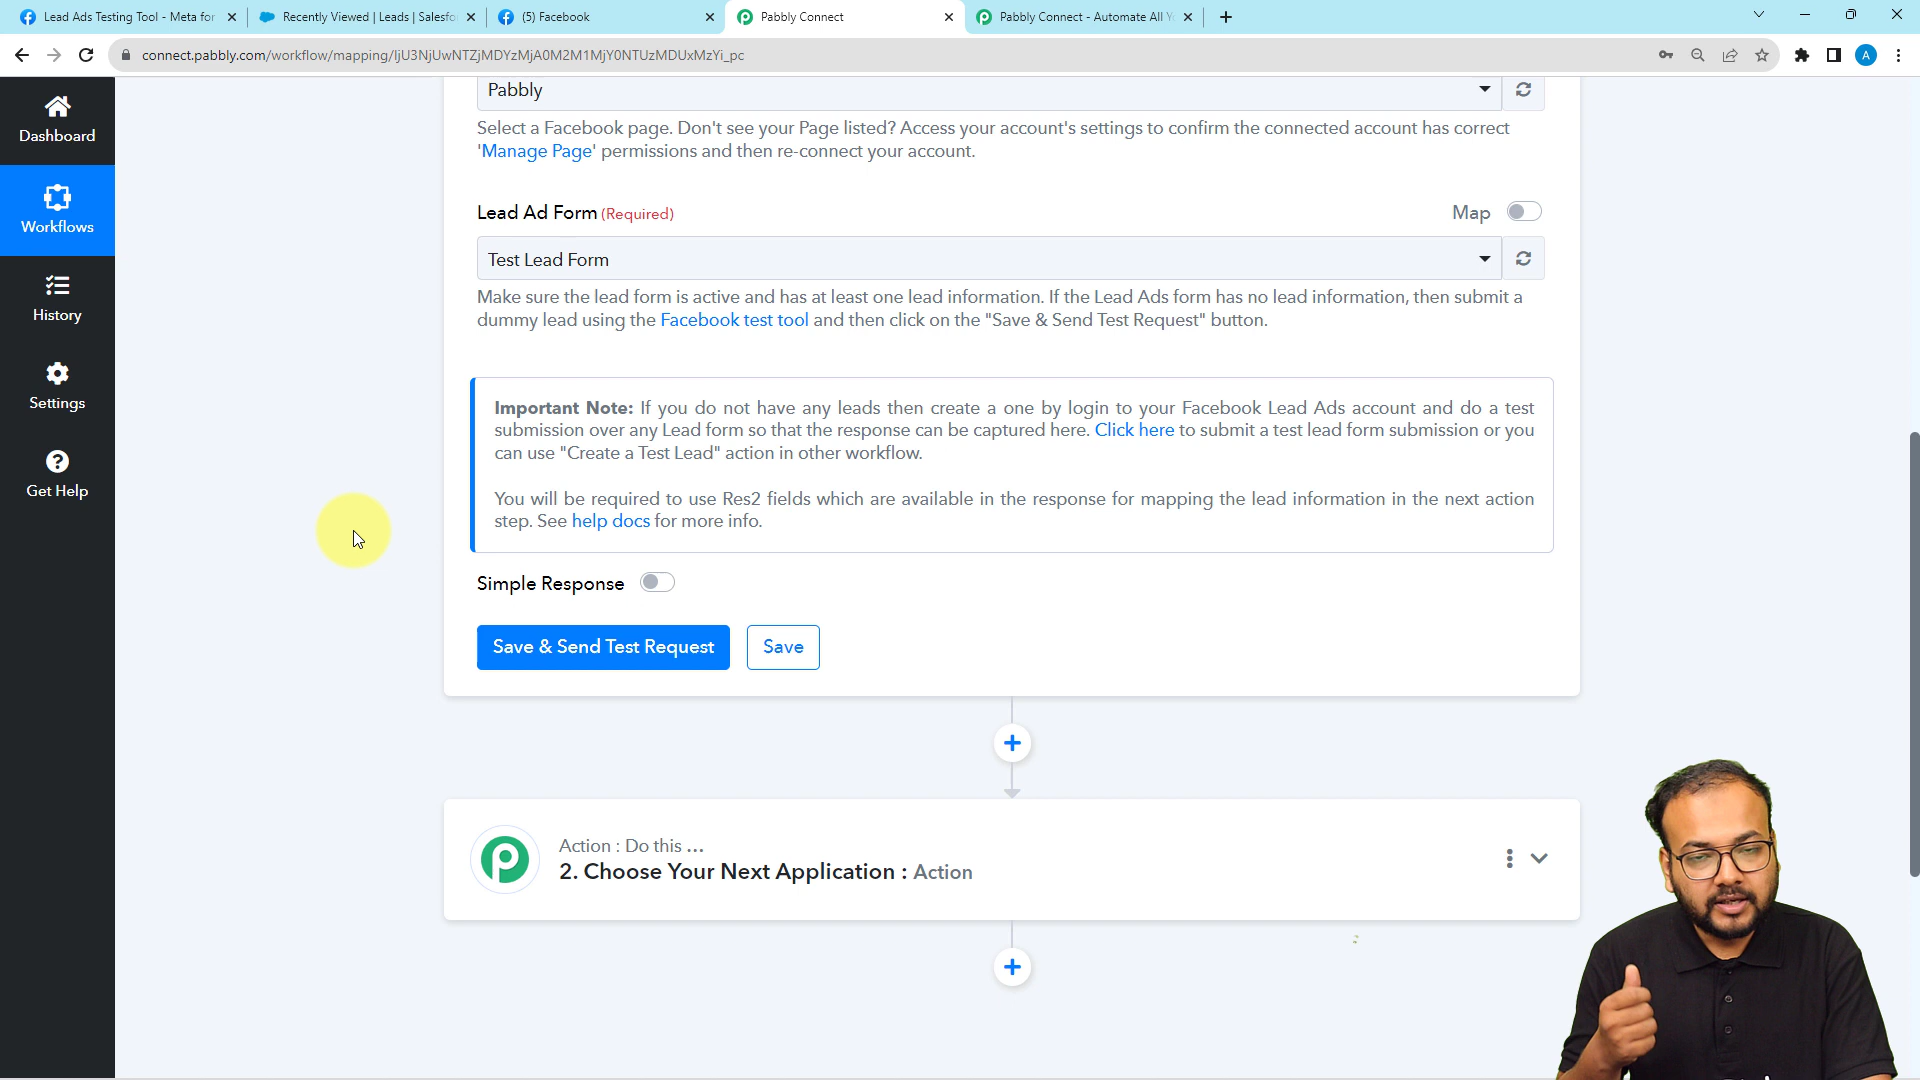 Lead Ads Testing Tool - Meta for
Recently Viewed | Leads | Salesfo
(5) Facebook
Pabbly Connect
Pabbly Connect - Automate All Y
connect.pabbly.com/workflow/mapping/IjU3NjUwNTZjMDYzMjA0M2M1MjY0NTUzMDUxMzYi_pc
A
Dashboard
Workflows
History
Settings
Get Help
Pabbly
Select a Facebook page. Don't see your Page listed? Access your account's settings to confirm the connected account has correct
'Manage Page' permissions and then re-connect your account.
Lead Ad Form (Required)
Map
Test Lead Form
Make sure the lead form is active and has at least one lead information. If the Lead Ads form has no lead information, then submit a
dummy lead using the Facebook test tool and then click on the "Save & Send Test Request" button.
Important Note: If you do not have any leads then create a one by login to your Facebook Lead Ads account and do a test
submission over any Lead form so that the response can be captured here. Click here to submit a test lead form submission or you
can use "Create a Test Lead" action in other workflow.
You will be required to use Res2 fields which are available in the response for mapping the lead information in the next action
step. See help docs for more info.
Simple Response
Save & Send Test Request
Save
Action : Do this ...
2. Choose Your Next Application : Action